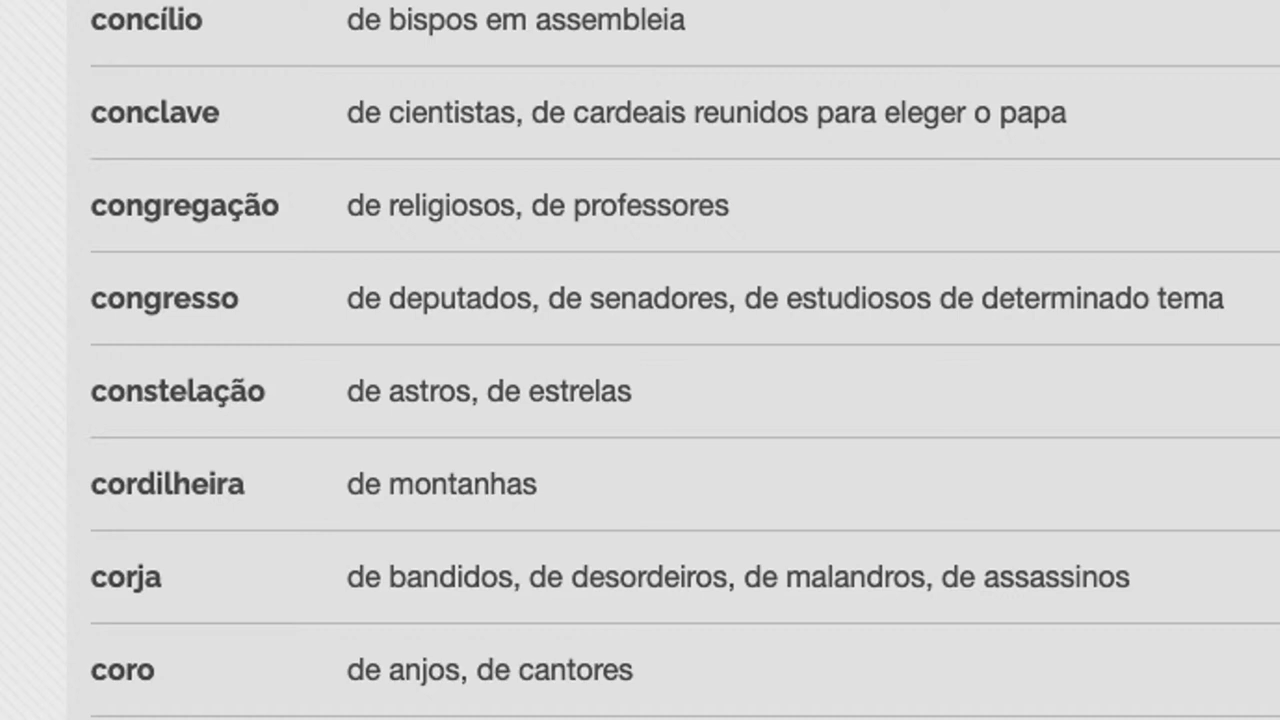 concílio de bispos em assembleia
conclave de cientistas, de cardeais reunidos para eleger o papa
congregação de religiosos, de professores
congresso de deputados, de senadores, de estudiosos de determinado tema
constelação de astros, de estrelas
cordilheira de montanhas
corja de bandidos, de desordeiros, de malandros, de assassinos
coro de anjos, de cantores